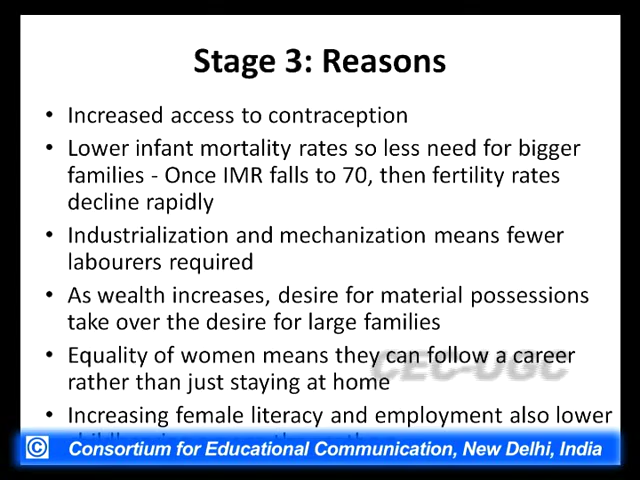 Stage 3: Reasons
• Increased access to contraception
• Lower infant mortality rates so less need for bigger
families - Once IMR falls to 70, then fertility rates
decline rapidly
• Industrialization and mechanization means fewer
labourers required
• As wealth increases, desire for material possessions
take over the desire for large families
• Equality of women means they can follow a career
rather than just staying at home
CEC-UGC
• Increasing female literacy and employment also lower
© Consortium for Educational Communication, New Delhi, India